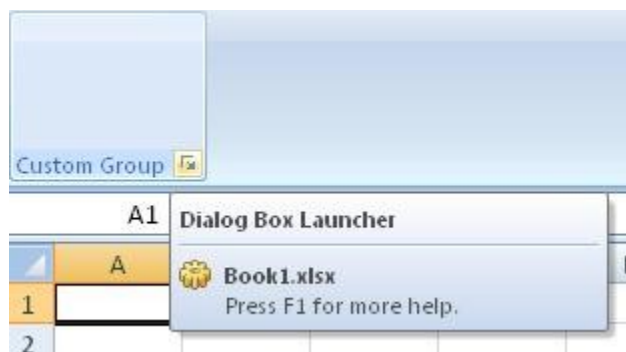 Custom Group
A1
Dialog Box Launcher
A
Book1.xlsx
1
Press F1 for more help.
2